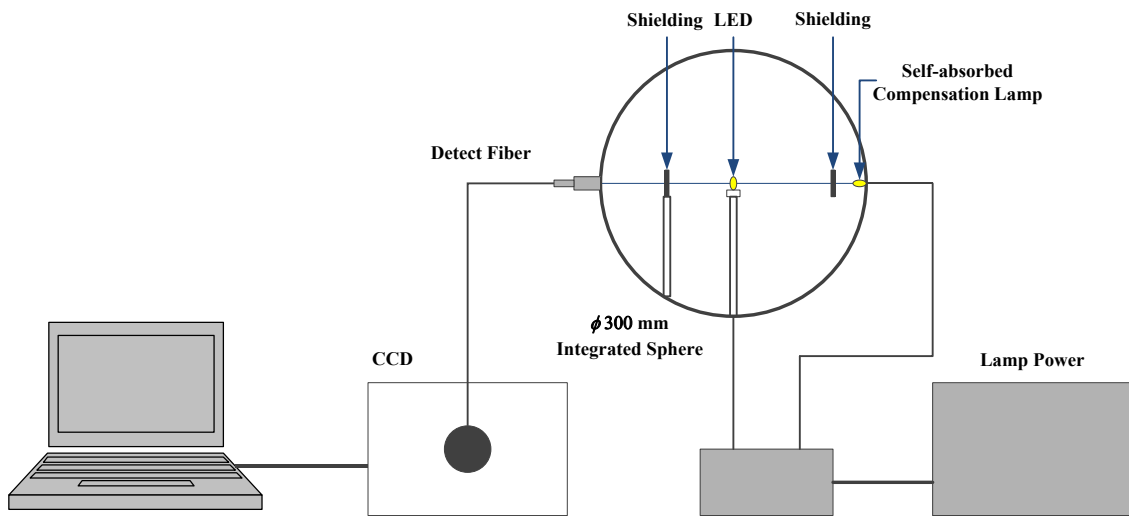 Shielding
LED
Shielding
Self-absorbed
Compensation Lamp
Detect Fiber
ϕ300 mm
Integrated Sphere
CCD
Lamp Power